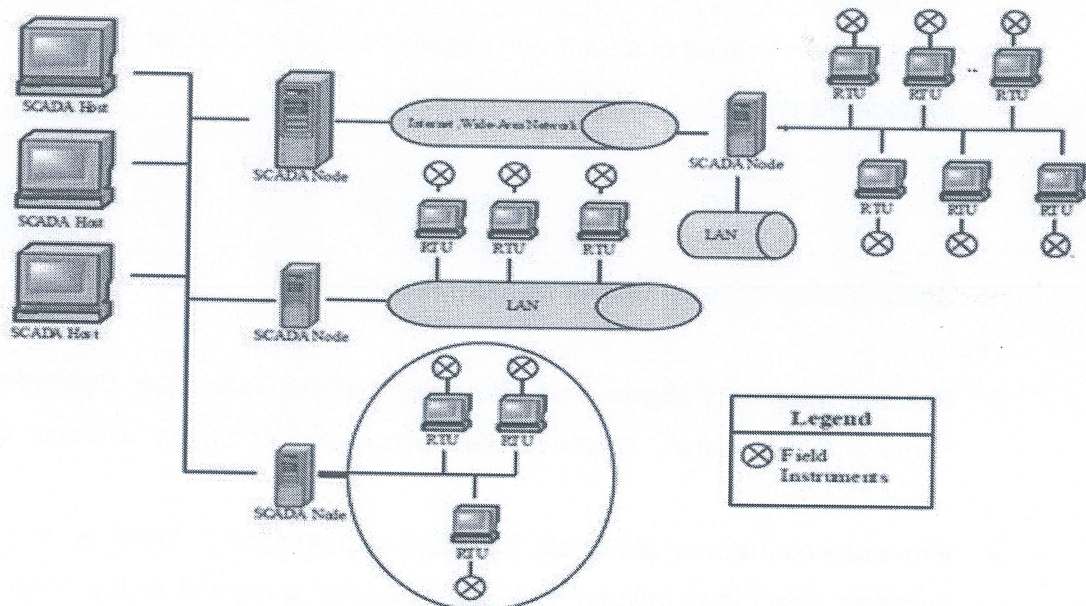 SCADA Host
SCADA Host
SCADA Host
SCADA Node
Internet, Wide-Area Network
SCADA Node
RTU
RTU
..
RTU
RTU
RTU
RTU
LAN
RTU
RTU
RTU
LAN
SCADA Node
RTU
RTU
RTU
SCADA Node
Legend
Field
Instruments